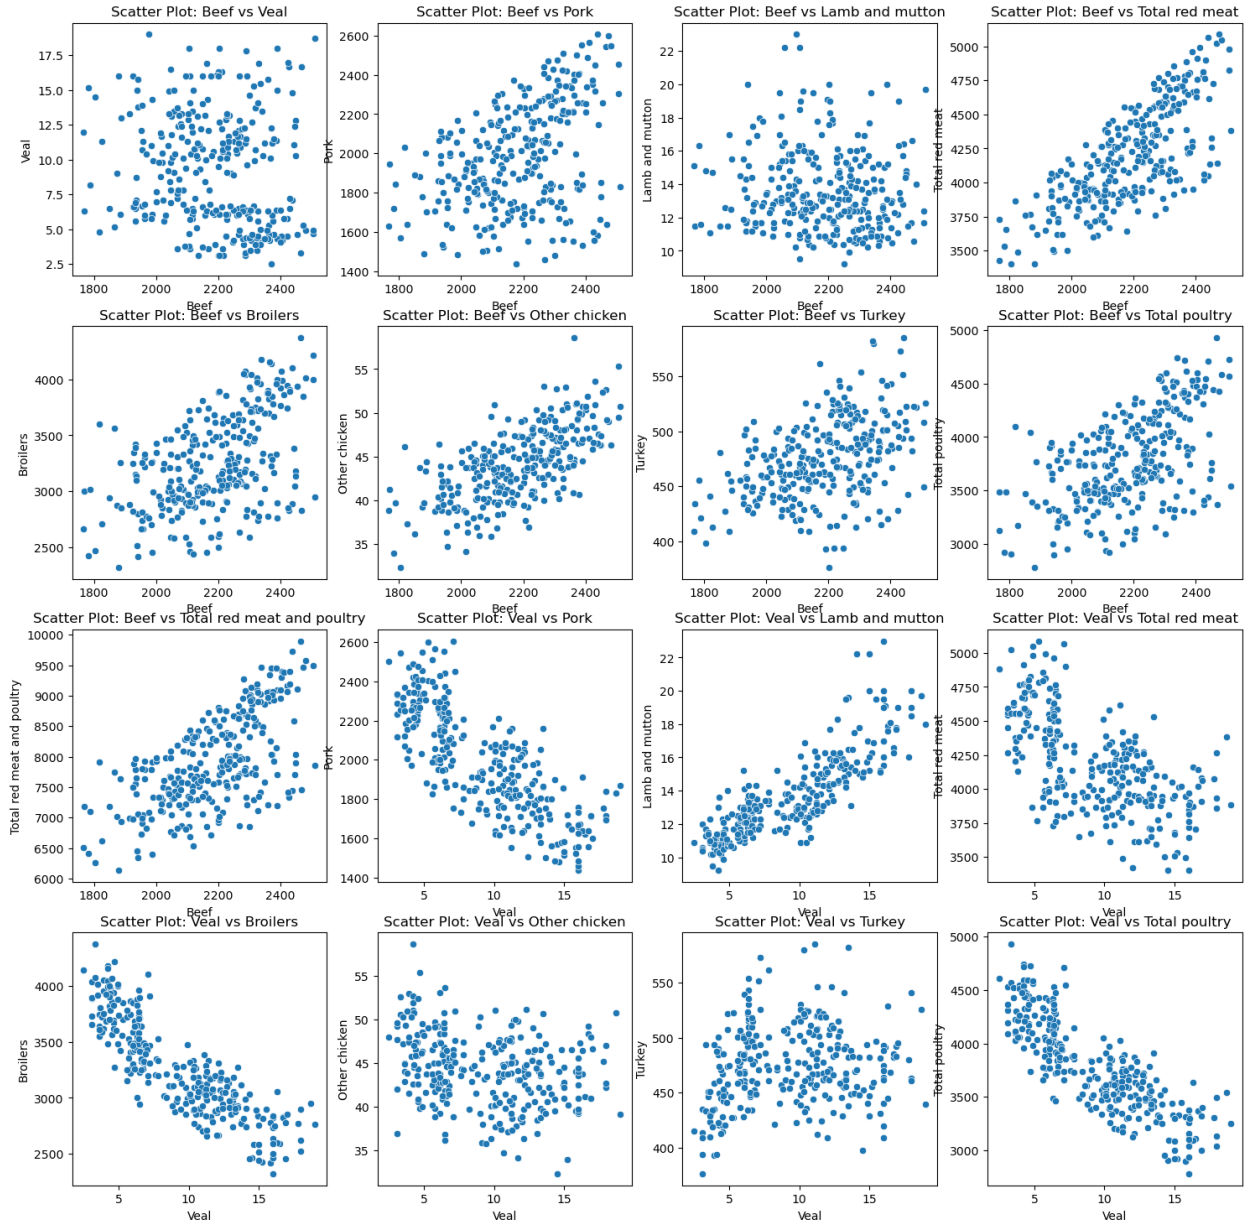 Scatter Plot: Beef vs Veal
17.5
15.0
12.5
10.0
7.5
5.0
2.5
Veal
1800 2000 2200 2400
Beef
Scatter Plot: Beef vs Pork
2600
2400
2200
2000
1800
1600
1400
Pork
1800 2000 2200 2400
Beef
Scatter Plot: Beef vs Lamb and mutton
22
20
18
16
14
12
10
Lamb and mutton
1800 2000 2200 2400
Beef
Scatter Plot: Beef vs Total red meat
5000
4750
4500
4250
4000
3750
3500
Total red meat
1800 2000 2200 2400
Beef
Scatter Plot: Beef vs Broilers
4000
3500
3000
2500
Broilers
1800 2000 2200 2400
Beef
Scatter Plot: Beef vs Other chicken
55
50
45
40
35
Other chicken
1800 2000 2200 2400
Beef
Scatter Plot: Beef vs Turkey
550
500
450
400
Turkey
1800 2000 2200 2400
Beef
Scatter Plot: Beef vs Total poultry
5000
4500
4000
3500
3000
Total poultry
1800 2000 2200 2400
Beef
Scatter Plot: Beef vs Total red meat and poultry
10000
9500
9000
8500
8000
7500
7000
6500
6000
Total red meat and poultry
1800 2000 2200 2400
Beef
Scatter Plot: Veal vs Pork
2600
2400
2200
2000
1800
1600
1400
Pork
5 10 15
Veal
Scatter Plot: Veal vs Lamb and mutton
22
20
18
16
14
12
10
Lamb and mutton
5 10 15
Veal
Scatter Plot: Veal vs Total red meat
5000
4750
4500
4250
4000
3750
3500
Total red meat
5 10 15
Veal
Scatter Plot: Veal vs Broilers
4000
3500
3000
2500
Broilers
5 10 15
Veal
Scatter Plot: Veal vs Other chicken
55
50
45
40
35
Other chicken
5 10 15
Veal
Scatter Plot: Veal vs Turkey
550
500
450
400
Turkey
5 10 15
Veal
Scatter Plot: Veal vs Total poultry
5000
4500
4000
3500
3000
Total poultry
5 10 15
Veal